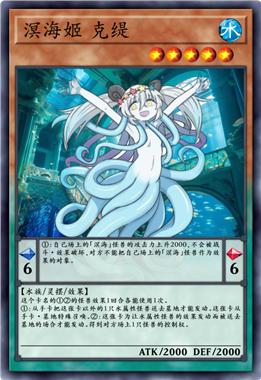 溟海姬 克缇
水
①:自己场上的「溟海」怪兽的攻击力上升2000,不会被战
斗·效果破坏,对方不能把自己场上的「溟海」怪兽作为效
果的对象。
6
6
【水族/灵摆/效果】
这个卡名的①②的怪兽效果1回合各能使用1次。
①:从手卡把这张卡以外的1只水属性怪兽送去墓地才能发动。这张卡从
手卡·墓地特殊召唤。②:这张卡为让水属性怪兽的效果发动而被送去
墓地的场合才能发动。得到对方场上1只怪兽的控制权。
ATK/2000 DEF/2000